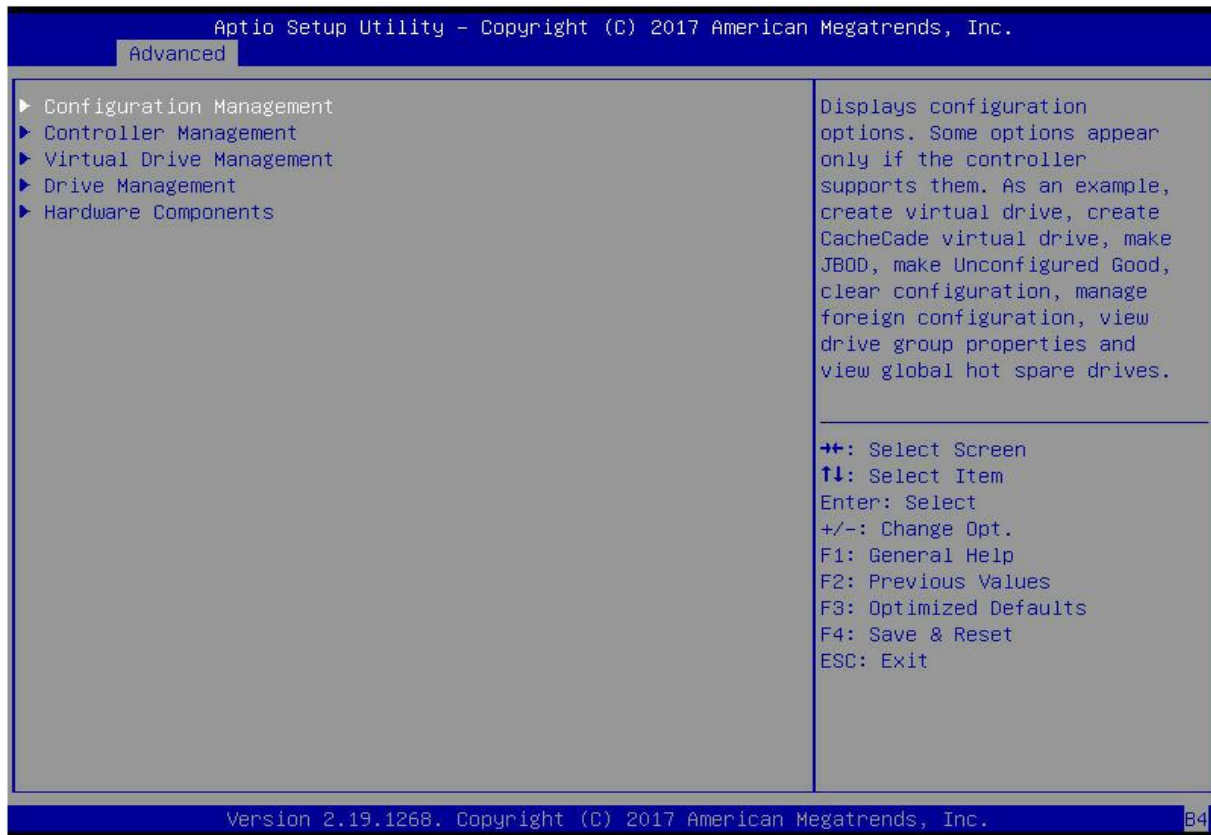 Aptio Setup Utility – Copyright (C) 2017 American Megatrends, Inc.
Advanced
▶ Configuration Management
▶ Controller Management
▶ Virtual Drive Management
▶ Drive Management
▶ Hardware Components
Displays configuration
options. Some options appear
only if the controller
supports them. As an example,
create virtual drive, create
CacheCade virtual drive, make
JBOD, make Unconfigured Good,
clear configuration, manage
foreign configuration, view
drive group properties and
view global hot spare drives.
→←: Select Screen
↑↓: Select Item
Enter: Select
+/-: Change Opt.
F1: General Help
F2: Previous Values
F3: Optimized Defaults
F4: Save & Reset
ESC: Exit
Version 2.19.1268. Copyright (C) 2017 American Megatrends, Inc.
B4